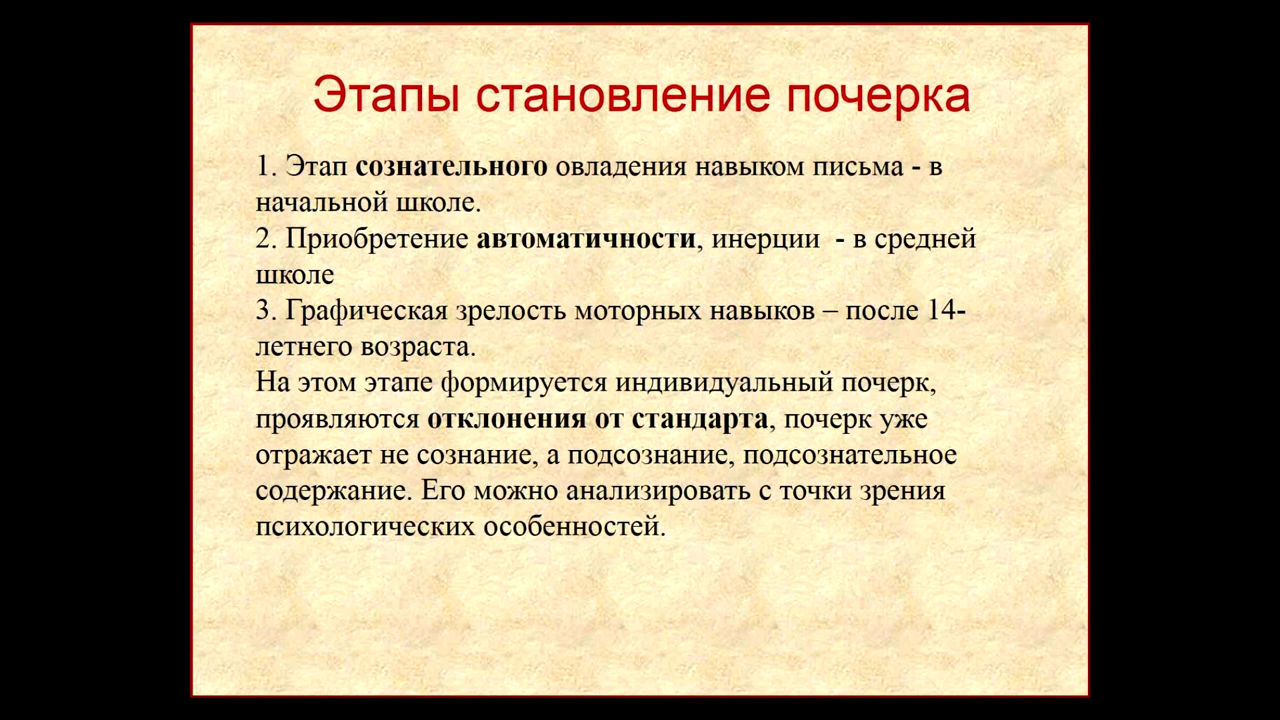 Этапы становление почерка
1. Этап сознательного овладения навыком письма - в
начальной школе.
2. Приобретение автоматичности, инерции  - в средней
школе
3. Графическая зрелость моторных навыков – после 14-
летнего возраста.
На этом этапе формируется индивидуальный почерк,
проявляются отклонения от стандарта, почерк уже
отражает не сознание, а подсознание, подсознательное
содержание. Его можно анализировать с точки зрения
психологических особенностей.